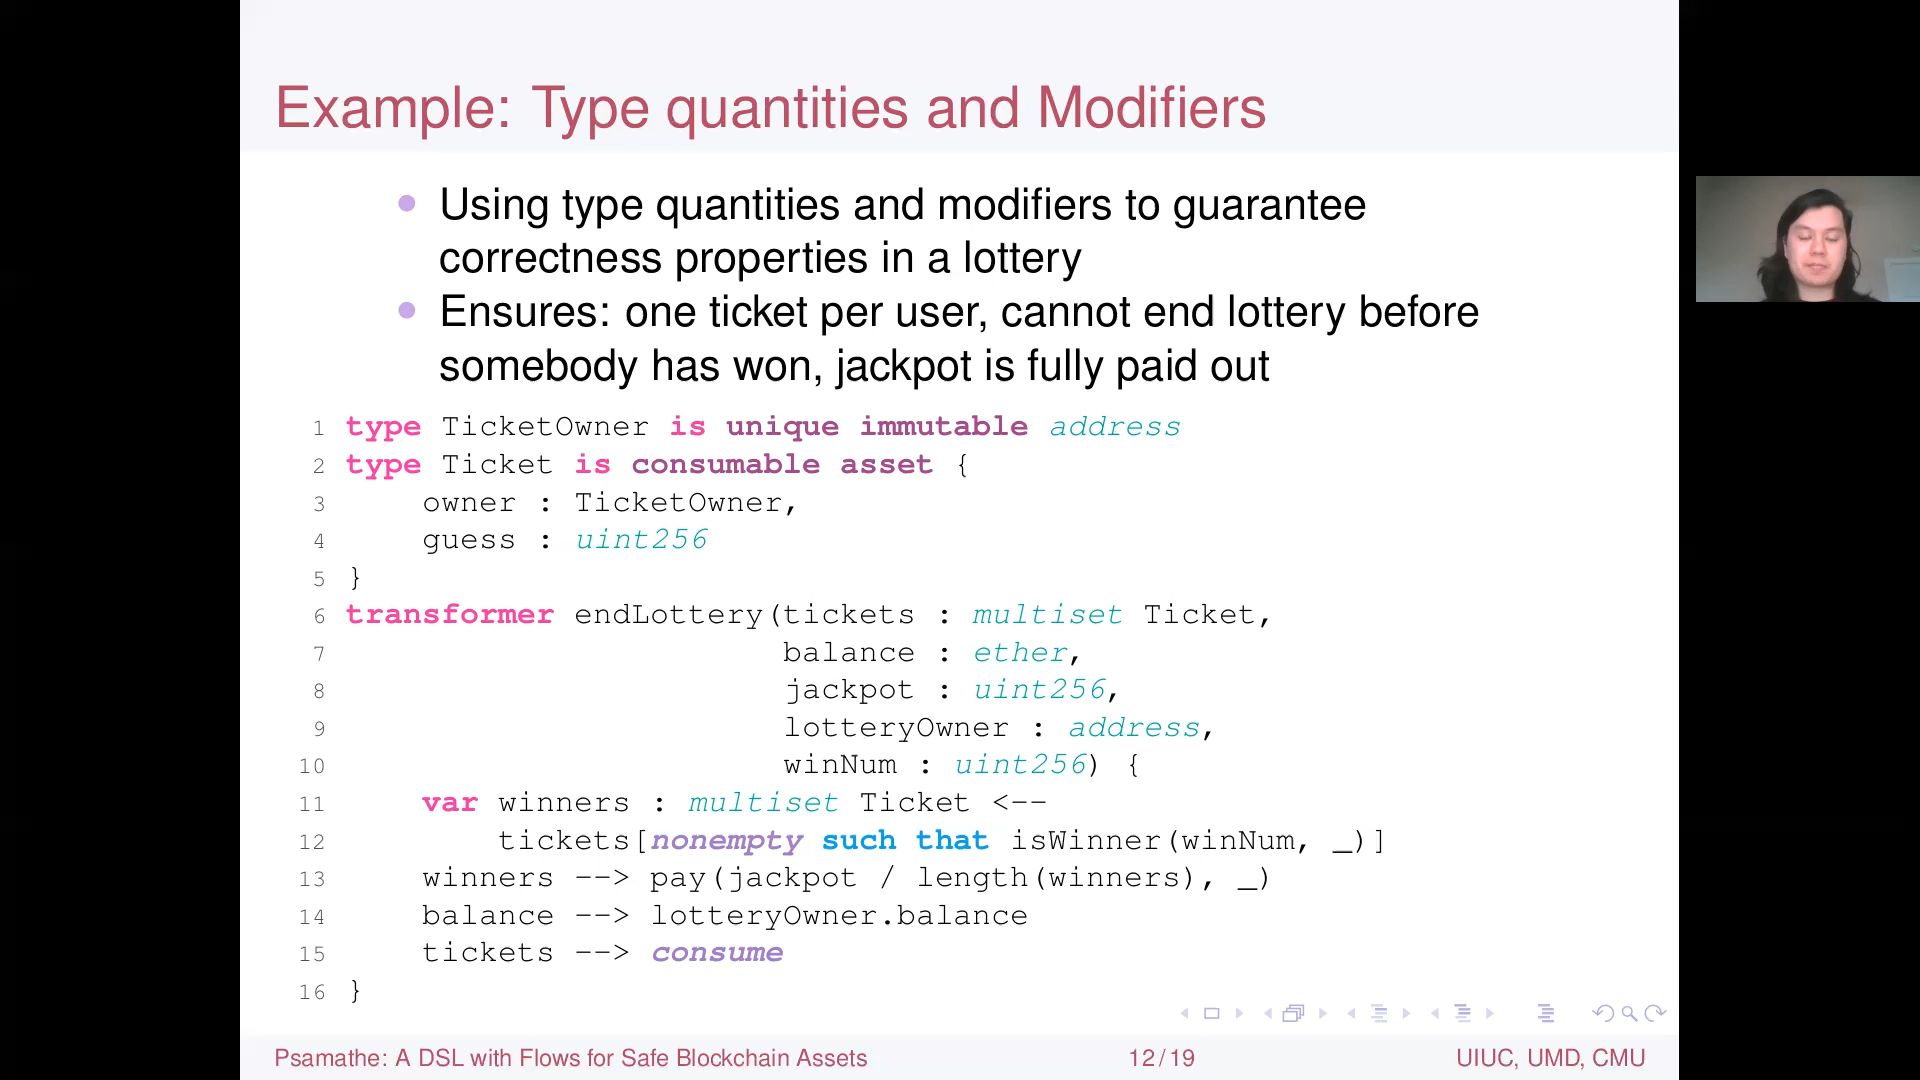 Example: Type quantities and Modifiers
• Using type quantities and modifiers to guarantee
correctness properties in a lottery
• Ensures: one ticket per user, cannot end lottery before
somebody has won, jackpot is fully paid out
1 type TicketOwner is unique immutable address
2 type Ticket is consumable asset {
3     owner : TicketOwner,
4     guess : uint256
5 }
6 transformer endLottery(tickets : multiset Ticket,
7                        balance : ether,
8                        jackpot : uint256,
9                        lotteryOwner : address,
10                        winNum : uint256) {
11     var winners : multiset Ticket <--
12         tickets[nonempty such that isWinner(winNum, _)]
13     winners --> pay(jackpot / length(winners), _)
14     balance --> lotteryOwner.balance
15     tickets --> consume
16 }
Psamathe: A DSL with Flows for Safe Blockchain Assets 12/19 UIUC, UMD, CMU